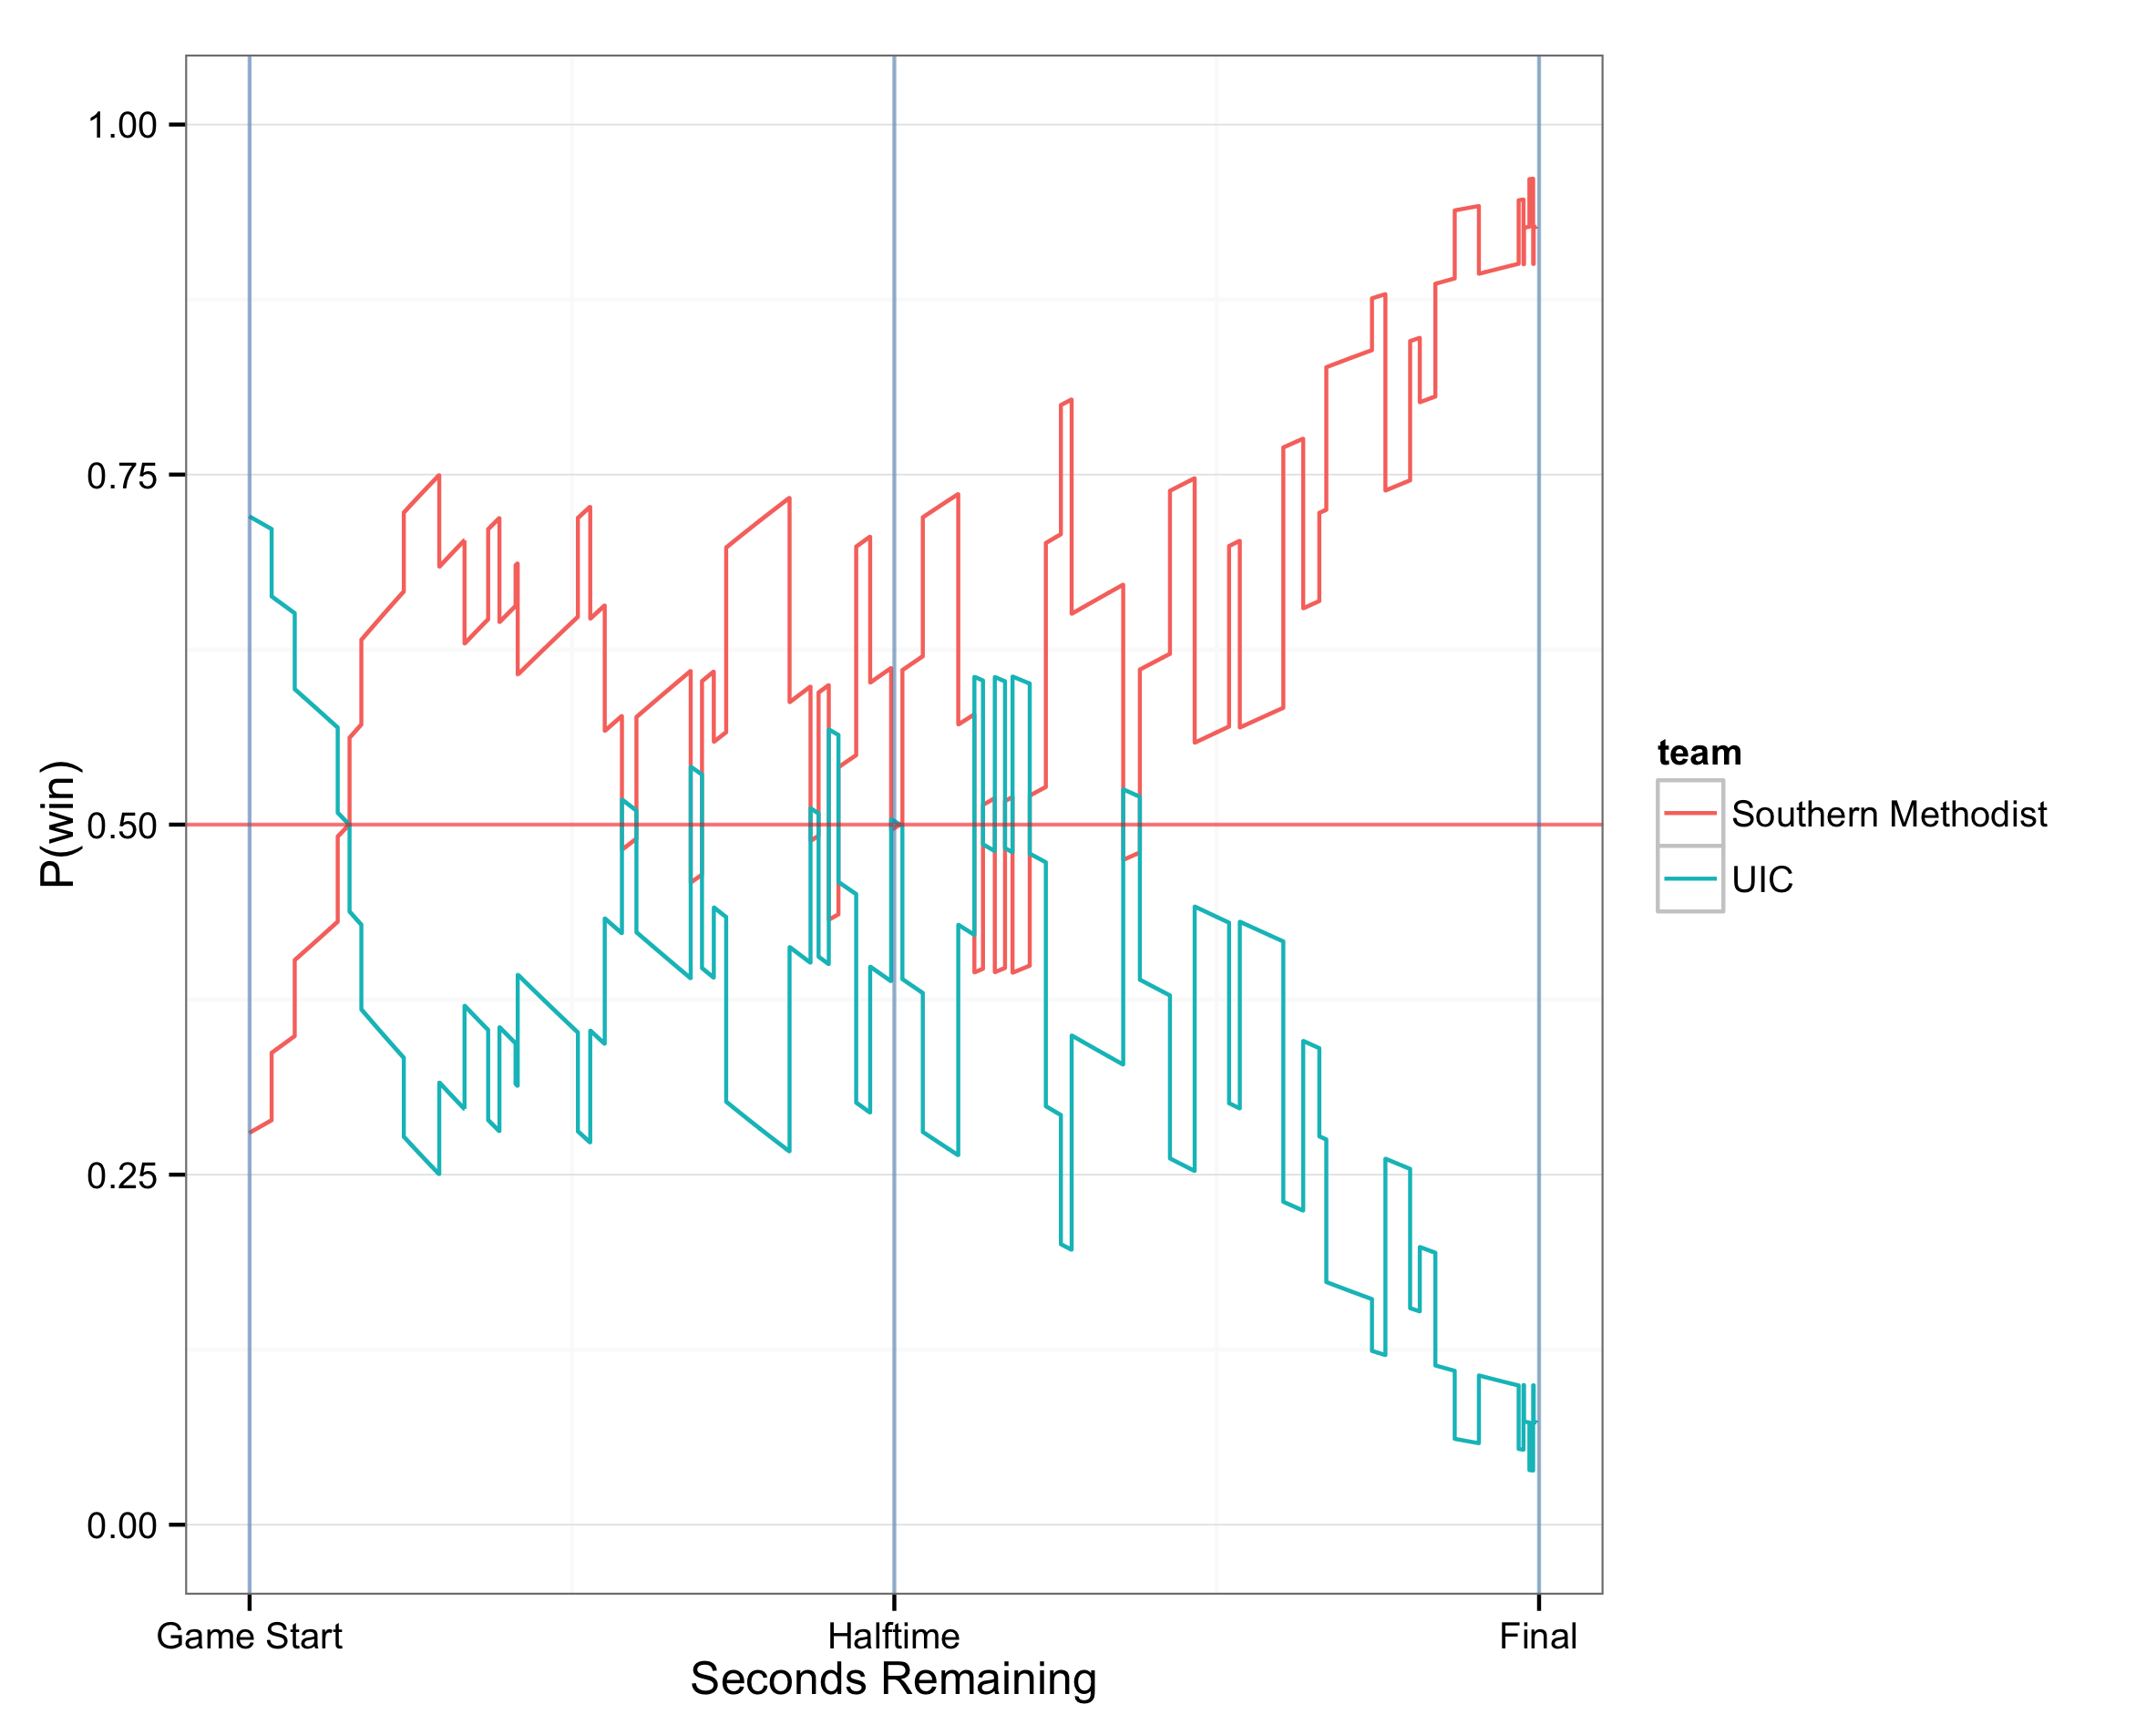 1.00
0.75
0.50
0.25
0.00
P(win)
Game Start
Halftime
Final
Seconds Remaining
team
Southern Methodist
UIC